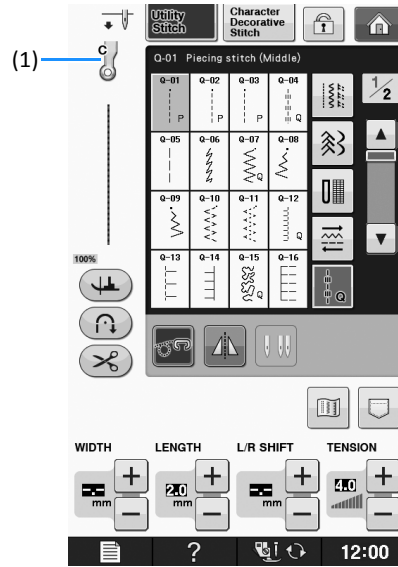 Utility Stitch
Character Decorative Stitch
(1)
C
Q-01 Piecing stitch (Middle)
Q-01 Q-02 Q-03 Q-04
P P P Q
1/2
Q-05 Q-06 Q-07 Q-08
Q
Q-09 Q-10 Q-11 Q-12
Q
Q-13 Q-14 Q-15 Q-16
Q
Q
100%
WIDTH LENGTH L/R SHIFT TENSION
-.- 2.0 -.- 4.0
mm mm mm
+ + + +
− − − −
? 12:00